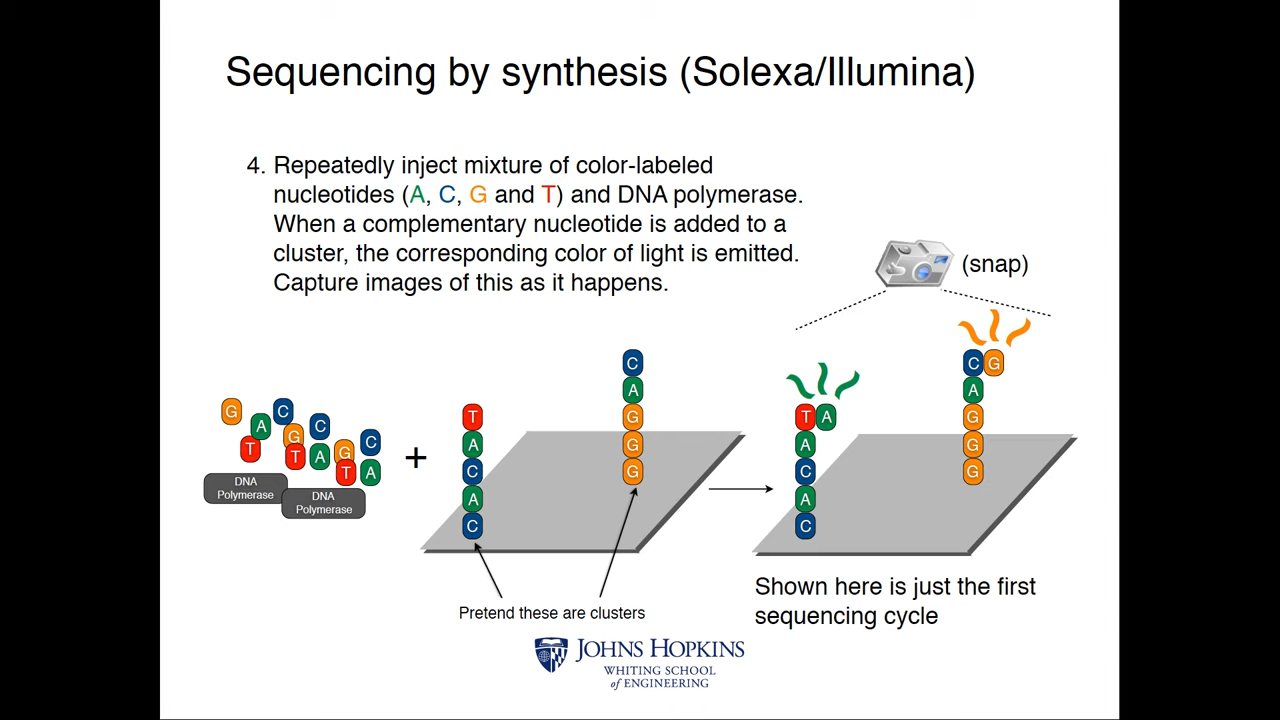 Sequencing by synthesis (Solexa/Illumina)
4. Repeatedly inject mixture of color-labeled
nucleotides (A, C, G and T) and DNA polymerase.
When a complementary nucleotide is added to a
cluster, the corresponding color of light is emitted.
Capture images of this as it happens.
(snap)
G
A
C
T
G
C
T
A
G
C
T
A
DNA
Polymerase
DNA
Polymerase
+
T
A
C
A
C
C
A
G
G
G
T A
A
C
A
C
C G
A
G
G
G
Pretend these are clusters
Shown here is just the first
sequencing cycle
JOHNS HOPKINS
WHITING SCHOOL
of ENGINEERING